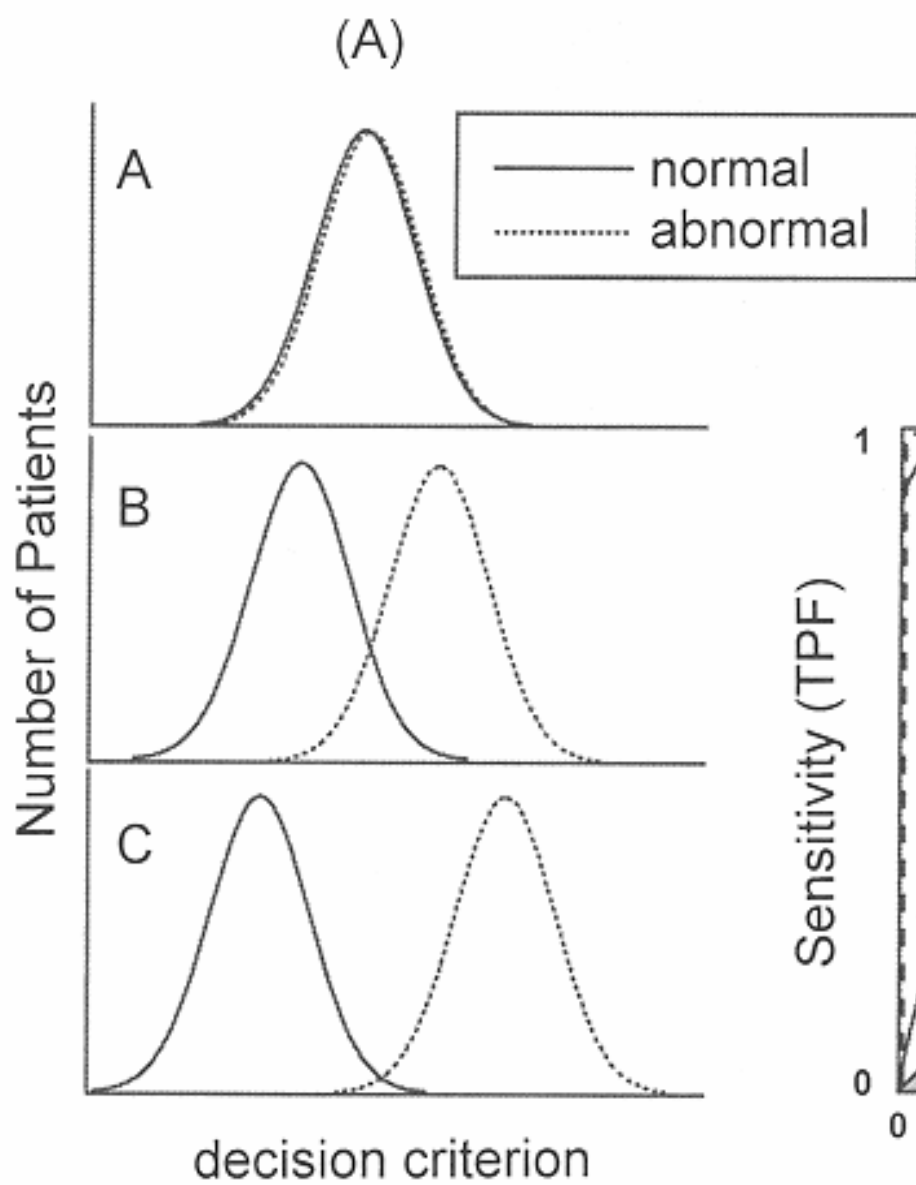 (A)
A
normal
abnormal
B
C
Number of Patients
decision criterion
Sensitivity (TPF)
1
0
0